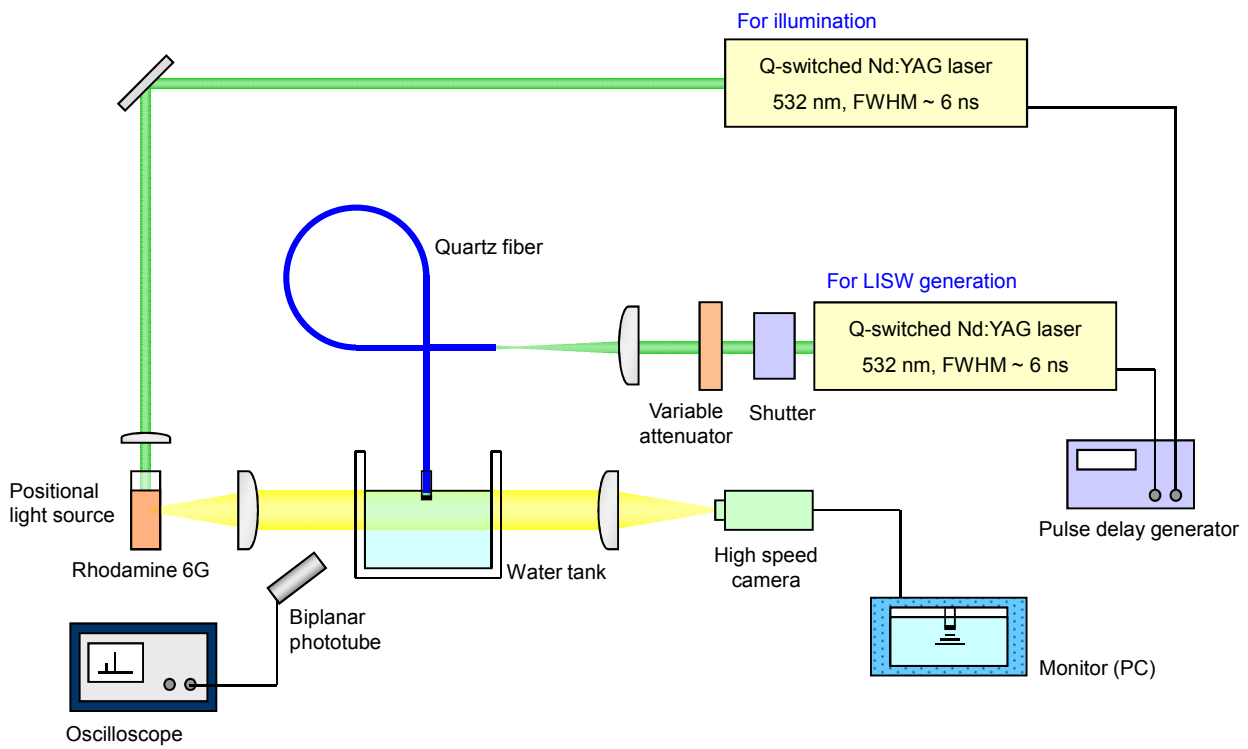 For illumination
Q-switched Nd:YAG laser
532 nm, FWHM ~ 6 ns
Quartz fiber
For LISW generation
Q-switched Nd:YAG laser
532 nm, FWHM ~ 6 ns
Variable
attenuator
Shutter
Positional
light source
Rhodamine 6G
Water tank
High speed
camera
Pulse delay generator
Biplanar
phototube
Monitor (PC)
Oscilloscope